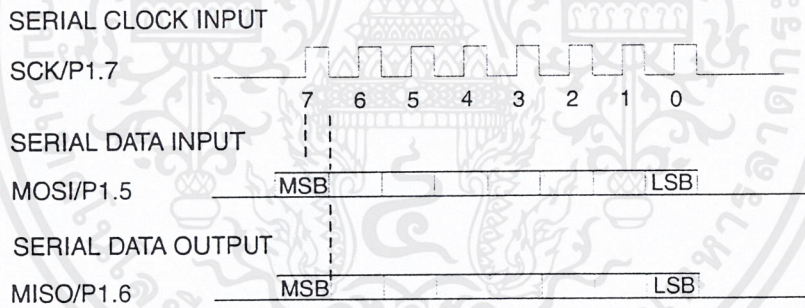 SERIAL CLOCK INPUT
SCK/P1.7
7 6 5 4 3 2 1 0
SERIAL DATA INPUT
MOSI/P1.5
MSB LSB
SERIAL DATA OUTPUT
MISO/P1.6
MSB LSB